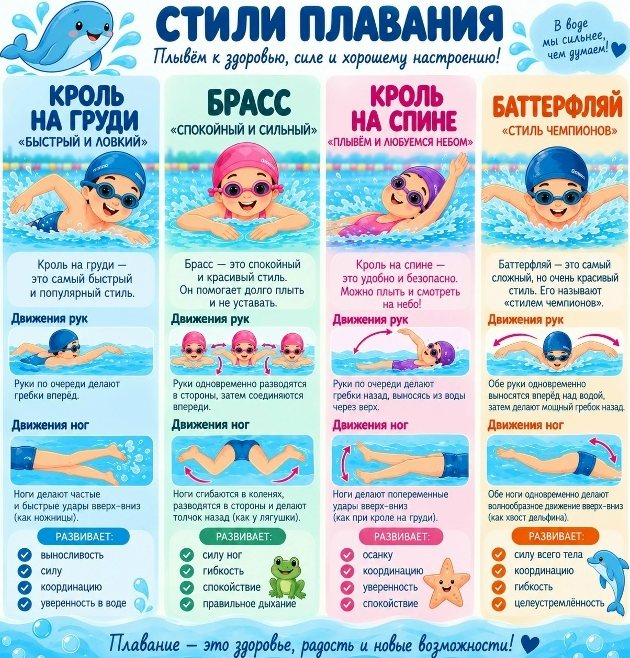 СТИЛИ ПЛАВАНИЯ
Плывём к здоровью, силе и хорошему настроению!
В воде
мы сильнее,
чем думаем!
КРОЛЬ
НА ГРУДИ
«БЫСТРЫЙ И ЛОВКИЙ»
Кроль на груди —
это самый быстрый
и популярный стиль.
Движения рук
Руки по очереди делают
гребки вперёд.
Движения ног
Ноги делают частые
и быстрые удары вверх–вниз
(как ножницы).
РАЗВИВАЕТ:
выносливость
силу
координацию
уверенность в воде
БРАСС
«СПОКОЙНЫЙ И СИЛЬНЫЙ»
Брасс — это спокойный
и красивый стиль.
Он помогает долго плыть
и не уставать.
Движения рук
Руки одновременно разводятся
в стороны, затем соединяются
впереди.
Движения ног
Ноги сгибаются в коленях,
разводятся в стороны и делают
толчок назад (как у лягушки).
РАЗВИВАЕТ:
силу ног
гибкость
спокойствие
правильное дыхание
КРОЛЬ
НА СПИНЕ
«ПЛЫВЁМ И ЛЮБУЕМСЯ НЕБОМ»
Кроль на спине —
это удобно и безопасно.
Можно плыть и смотреть
на небо!
Движения рук
Руки по очереди делают
гребки назад, выносясь из воды
через верх.
Движения ног
Ноги делают попеременные
удары вверх–вниз
(как при кроле на груди).
РАЗВИВАЕТ:
осанку
координацию
уверенность
спокойствие
БАТТЕРФЛЯЙ
«СТИЛЬ ЧЕМПИОНОВ»
Баттерфляй — это самый
сложный, но очень красивый
стиль. Его называют
«стилем чемпионов».
Движения рук
Обе руки одновременно
выносятся вперёд над водой,
затем делают мощный гребок назад.
Движения ног
Обе ноги одновременно делают
волнообразное движение вверх–вниз
(как хвост дельфина).
РАЗВИВАЕТ:
силу всего тела
координацию
гибкость
целеустремлённость
Плавание — это здоровье, радость и новые возможности!